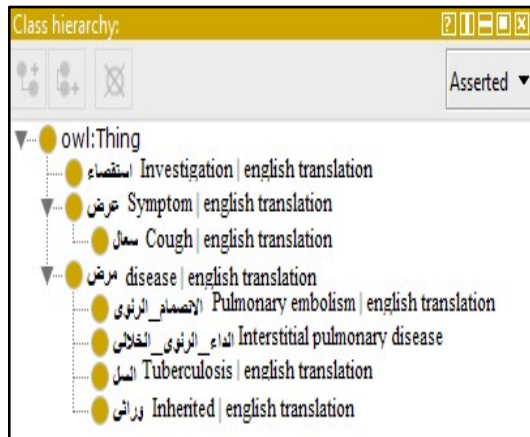 Class hierarchy:
Asserted
owl:Thing
استقصاء Investigation | english translation
عرض Symptom | english translation
سعال Cough | english translation
مرض disease | english translation
الانصمام_الرئوي Pulmonary embolism | english translation
الداء_الرئوي_الخلالي Interstitial pulmonary disease
السل Tuberculosis | english translation
وراثي Inherited | english translation